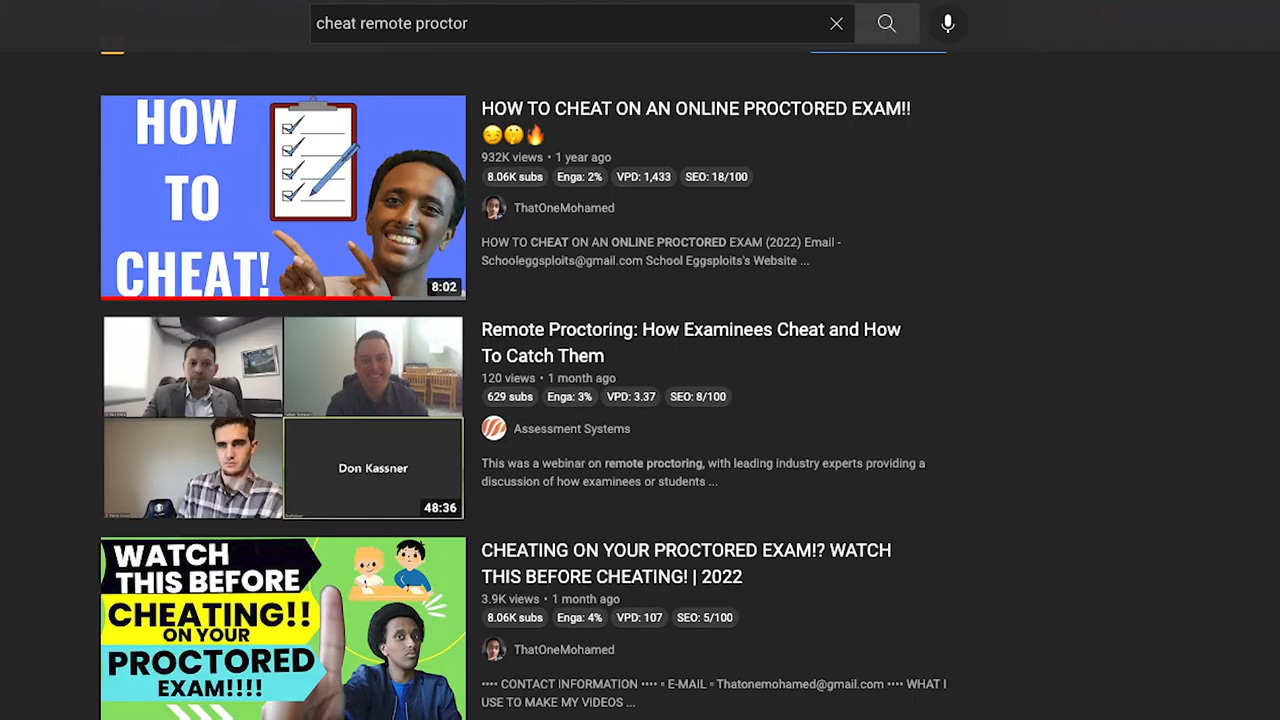 cheat remote proctor
HOW
TO
CHEAT!
8:02
HOW TO CHEAT ON AN ONLINE PROCTORED EXAM!!
😏🤫🔥
932K views • 1 year ago
8.06K subs Enga: 2% VPD: 1,433 SEO: 18/100
ThatOneMohamed
HOW TO CHEAT ON AN ONLINE PROCTORED EXAM (2022) Email -
Schooleggsploits@gmail.com School Eggsploits's Website ...
Don Kassner
48:36
Remote Proctoring: How Examinees Cheat and How
To Catch Them
120 views • 1 month ago
629 subs Enga: 3% VPD: 3.37 SEO: 8/100
Assessment Systems
This was a webinar on remote proctoring, with leading industry experts providing a
discussion of how examinees or students ...
WATCH
THIS BEFORE
CHEATING!!
ON YOUR
PROCTORED
EXAM!!!!
CHEATING ON YOUR PROCTORED EXAM!? WATCH
THIS BEFORE CHEATING! | 2022
3.9K views • 1 month ago
8.06K subs Enga: 4% VPD: 107 SEO: 5/100
ThatOneMohamed
•••• CONTACT INFORMATION •••• ▫ E-MAIL ▫ Thatonemohamed@gmail.com •••• WHAT I
USE TO MAKE MY VIDEOS ...